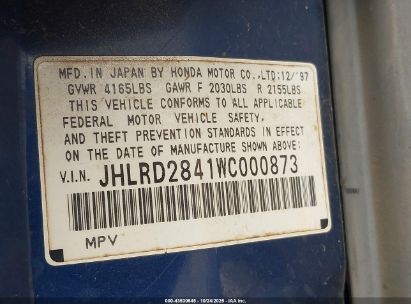 MFD. IN JAPAN BY HONDA MOTOR CO.,LTD:12/'97
GVWR 4165LBS GAWR F 2030LBS R 2155LBS
THIS VEHICLE CONFORMS TO ALL APPLICABLE
FEDERAL MOTOR VEHICLE SAFETY,
AND THEFT PREVENTION STANDARDS IN EFFECT
ON THE DATE OF MANUFACTURE SHOWN ABOVE:
V.I.N. JHLRD2841WC000873
MPV